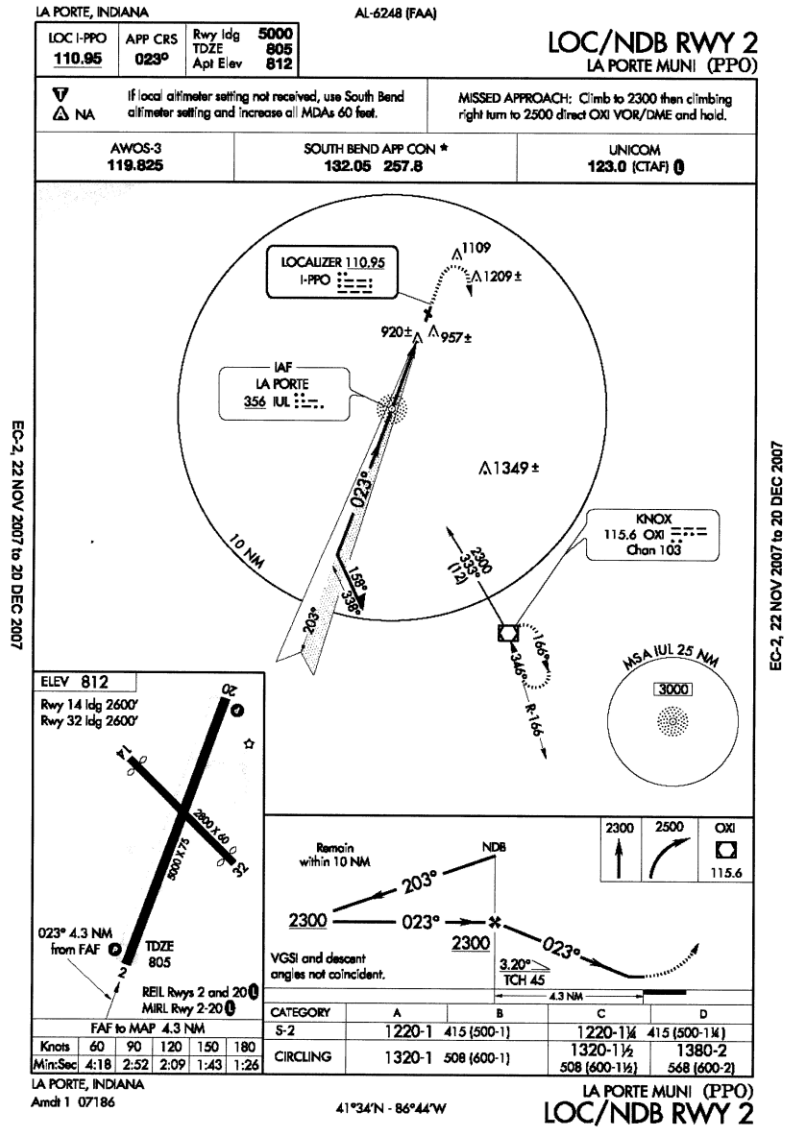 LA PORTE, INDIANA
AL-6248 (FAA)
LOC I-PPO
110.95
APP CRS
023°
Rwy ldg 5000
TDZE 805
Apt Elev 812
LOC/NDB RWY 2
LA PORTE MUNI (PPO)
T
A NA
If local altimeter setting not received, use South Bend
altimeter setting and increase all MDAs 60 feet.
MISSED APPROACH: Climb to 2300 then climbing
right turn to 2500 direct OXI VOR/DME and hold.
AWOS-3
119.825
SOUTH BEND APP CON *
132.05 257.8
UNICOM
123.0 (CTAF) L
1109
LOCALIZER 110.95
I-PPO
1209±
920±
957±
IAF
LA PORTE
356 IUL
1349±
023°
10 NM
KNOX
115.6 OXI
Chan 103
2300
333°
(12)
158°
338°
203°
166°
346°
R-166
MSA IUL 25 NM
3000
EC-2, 22 NOV 2007 to 20 DEC 2007
EC-2, 22 NOV 2007 to 20 DEC 2007
ELEV 812
Rwy 14 ldg 2600'
Rwy 32 ldg 2600'
20
14
2800 X 60
5000 X 75
32
023° 4.3 NM
from FAF
P
TDZE
805
2
REIL Rwys 2 and 20 L
MIRL Rwy 2-20 L
FAF to MAP 4.3 NM
Knots 60 90 120 150 180
Min:Sec 4:18 2:52 2:09 1:43 1:26
Remain
within 10 NM
NDB
203°
2300
023°
2300
023°
VGSI and descent
angles not coincident.
3.20°
TCH 45
4.3 NM
2300
2500
OXI
115.6
CATEGORY A B C D
S-2 1220-1 415 (500-1) 1220-1¼ 415 (500-1¼)
CIRCLING 1320-1 508 (600-1) 1320-1½ 508 (600-1½) 1380-2 568 (600-2)
LA PORTE, INDIANA
Amdt 1 07186
41°34'N - 86°44'W
LA PORTE MUNI (PPO)
LOC/NDB RWY 2